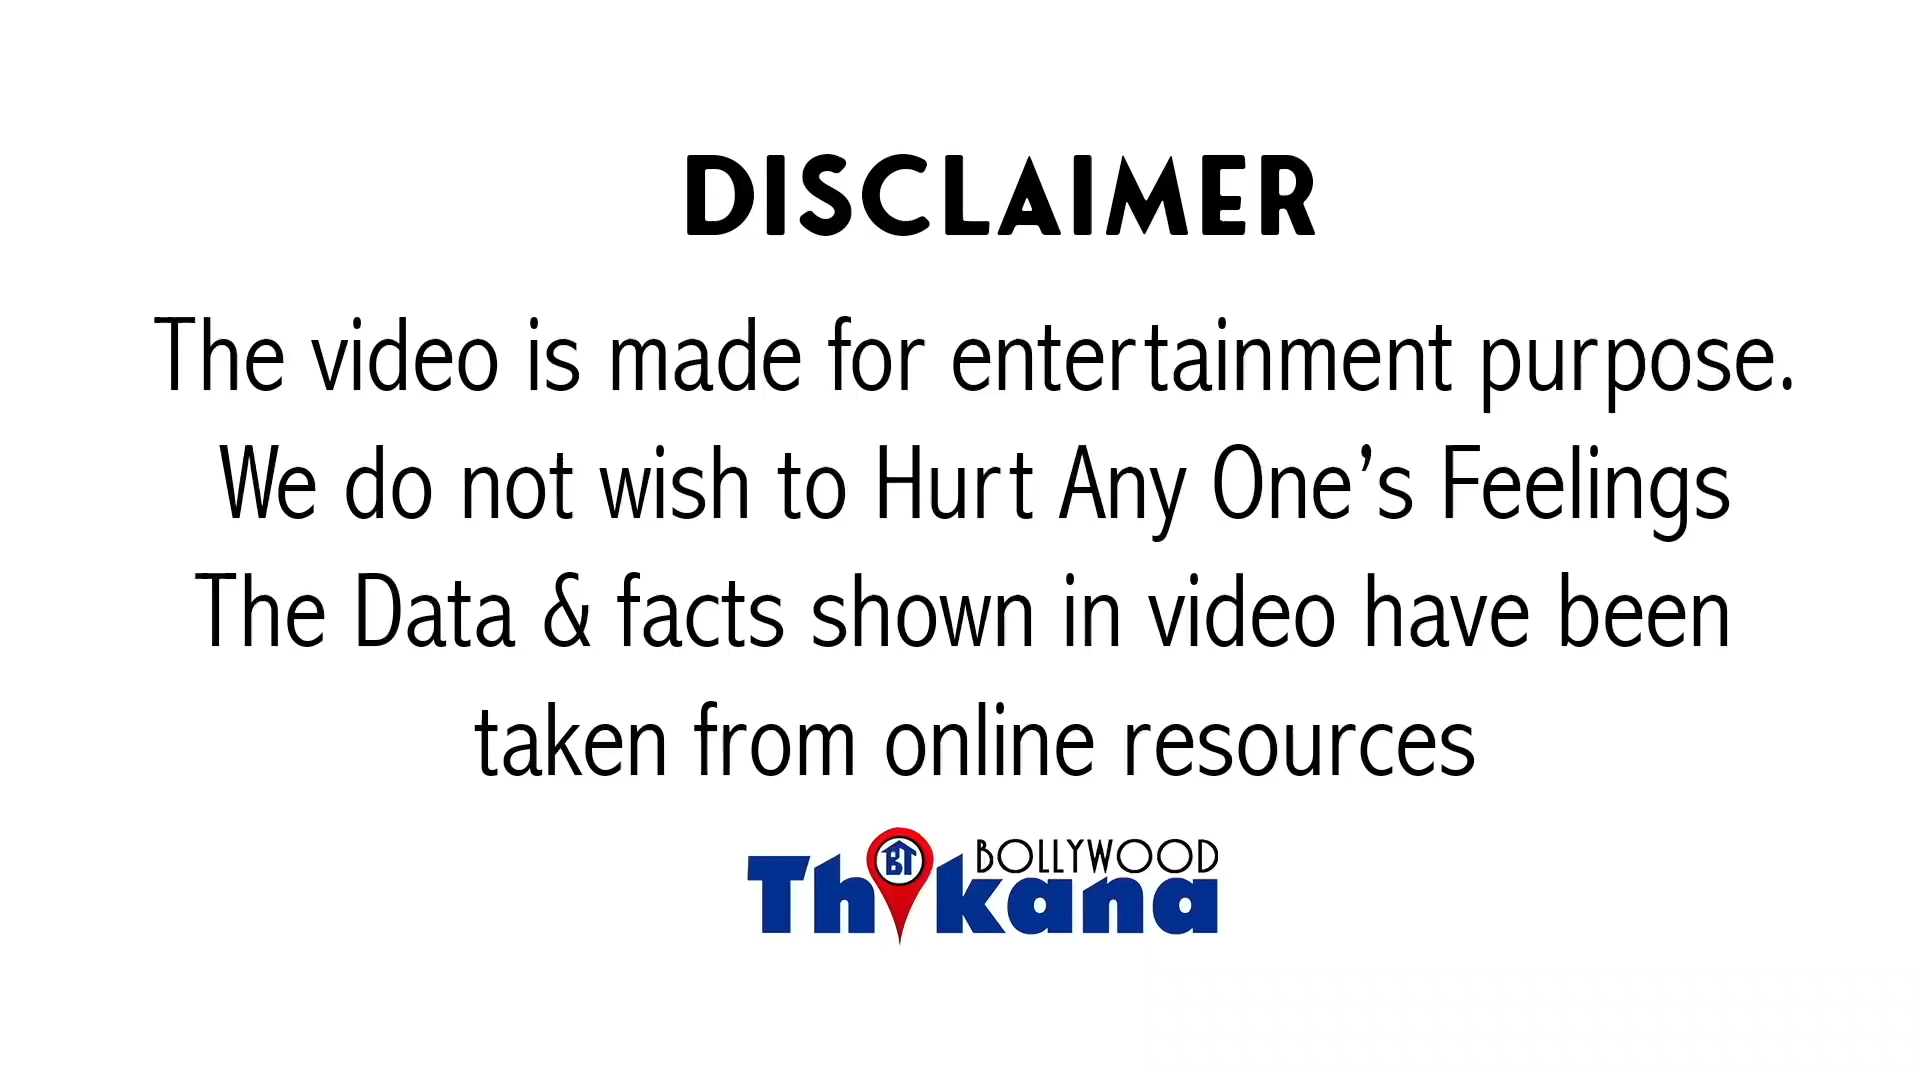 DISCLAIMER
The video is made for entertainment purpose.
We do not wish to Hurt Any One’s Feelings
The Data & facts shown in video have been
taken from online resources
BT
BOLLYWOOD
Thikana